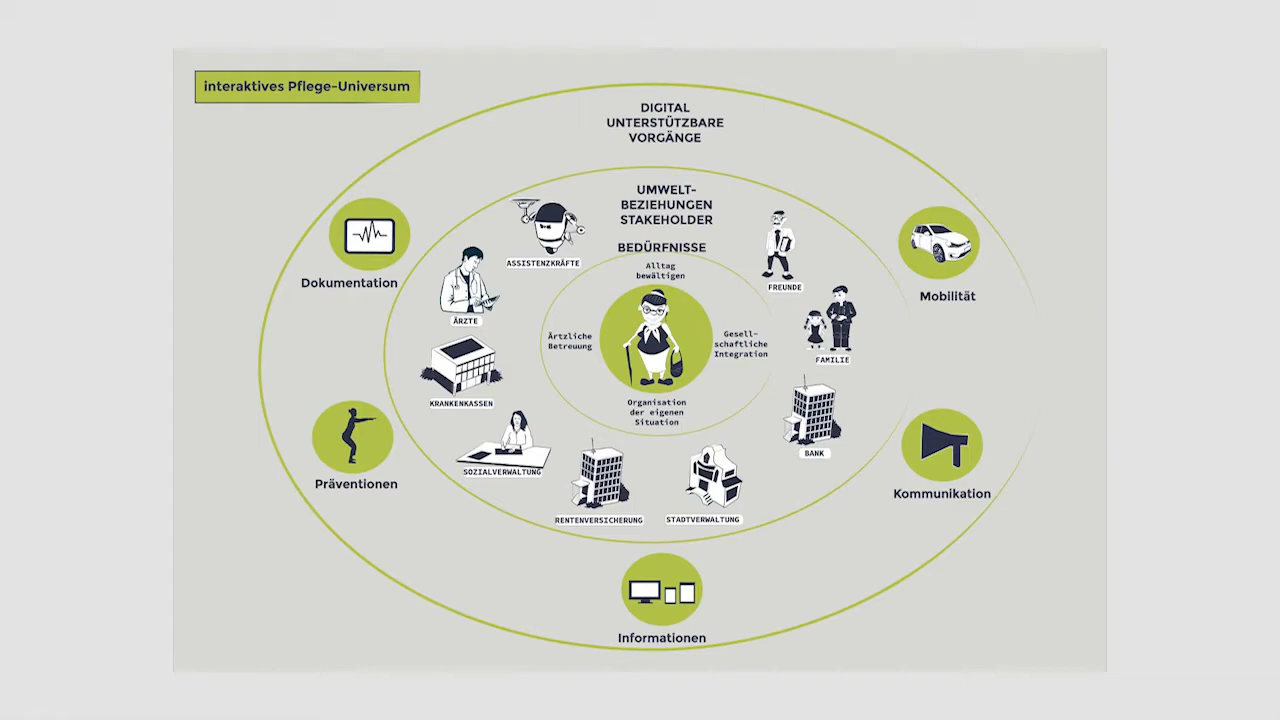 interaktives Pflege-Universum
DIGITAL
UNTERSTÜTZBARE
VORGÄNGE
UMWELT-
BEZIEHUNGEN
STAKEHOLDER
BEDÜRFNISSE
Alltag
bewältigen
Ärtzliche
Betreuung
Gesell-
schaftliche
Integration
Organisation
der eigenen
Situation
ASSISTENZKRÄFTE
FREUNDE
ÄRZTE
FAMILIE
KRANKENKASSEN
BANK
SOZIALVERWALTUNG
RENTENVERSICHERUNG
STADTVERWALTUNG
Dokumentation
Mobilität
Präventionen
Kommunikation
Informationen